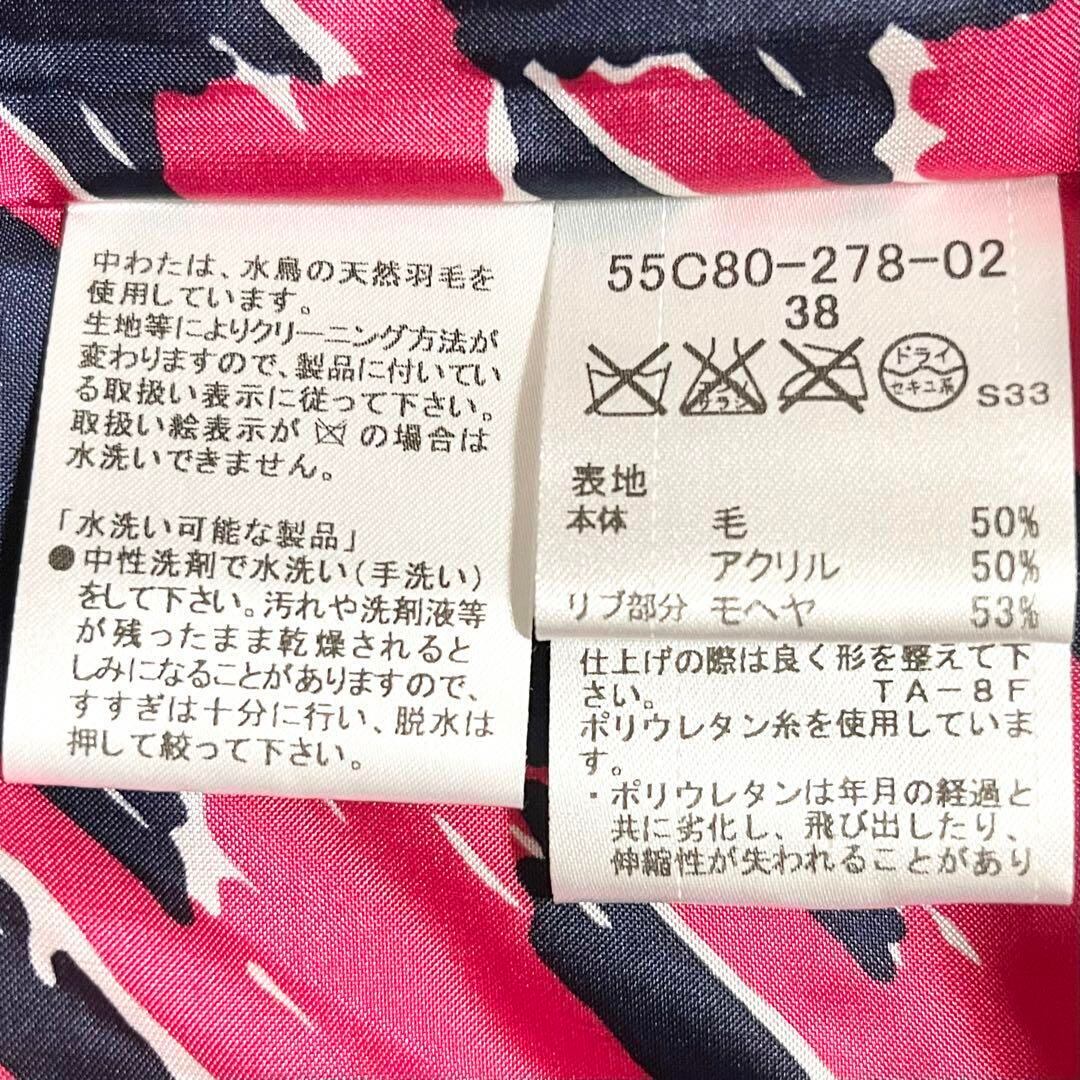 中わたは、水鳥の天然羽毛を
使用しています。
生地等によりクリーニング方法が
変わりますので、製品に付いてい
る取扱い表示に従って下さい。
取扱い絵表示が の場合は
水洗いできません。
「水洗い可能な製品」
●中性洗剤で水洗い(手洗い)
をして下さい。汚れや洗剤液等
が残ったまま乾燥されると
しみになることがありますので、
すすぎは十分に行い、脱水は
押して絞って下さい。
55C80-278-02
38
エンソ
サラシ
ドライ
セキユ系
S33
表地
本体 毛 50%
アクリル 50%
リブ部分 モヘヤ 53%
仕上げの際は良く形を整えて下
さい。 TA-8F
ポリウレタン糸を使用していま
す。
・ポリウレタンは年月の経過と
共に劣化し、飛び出したり、
伸縮性が失われることがあり